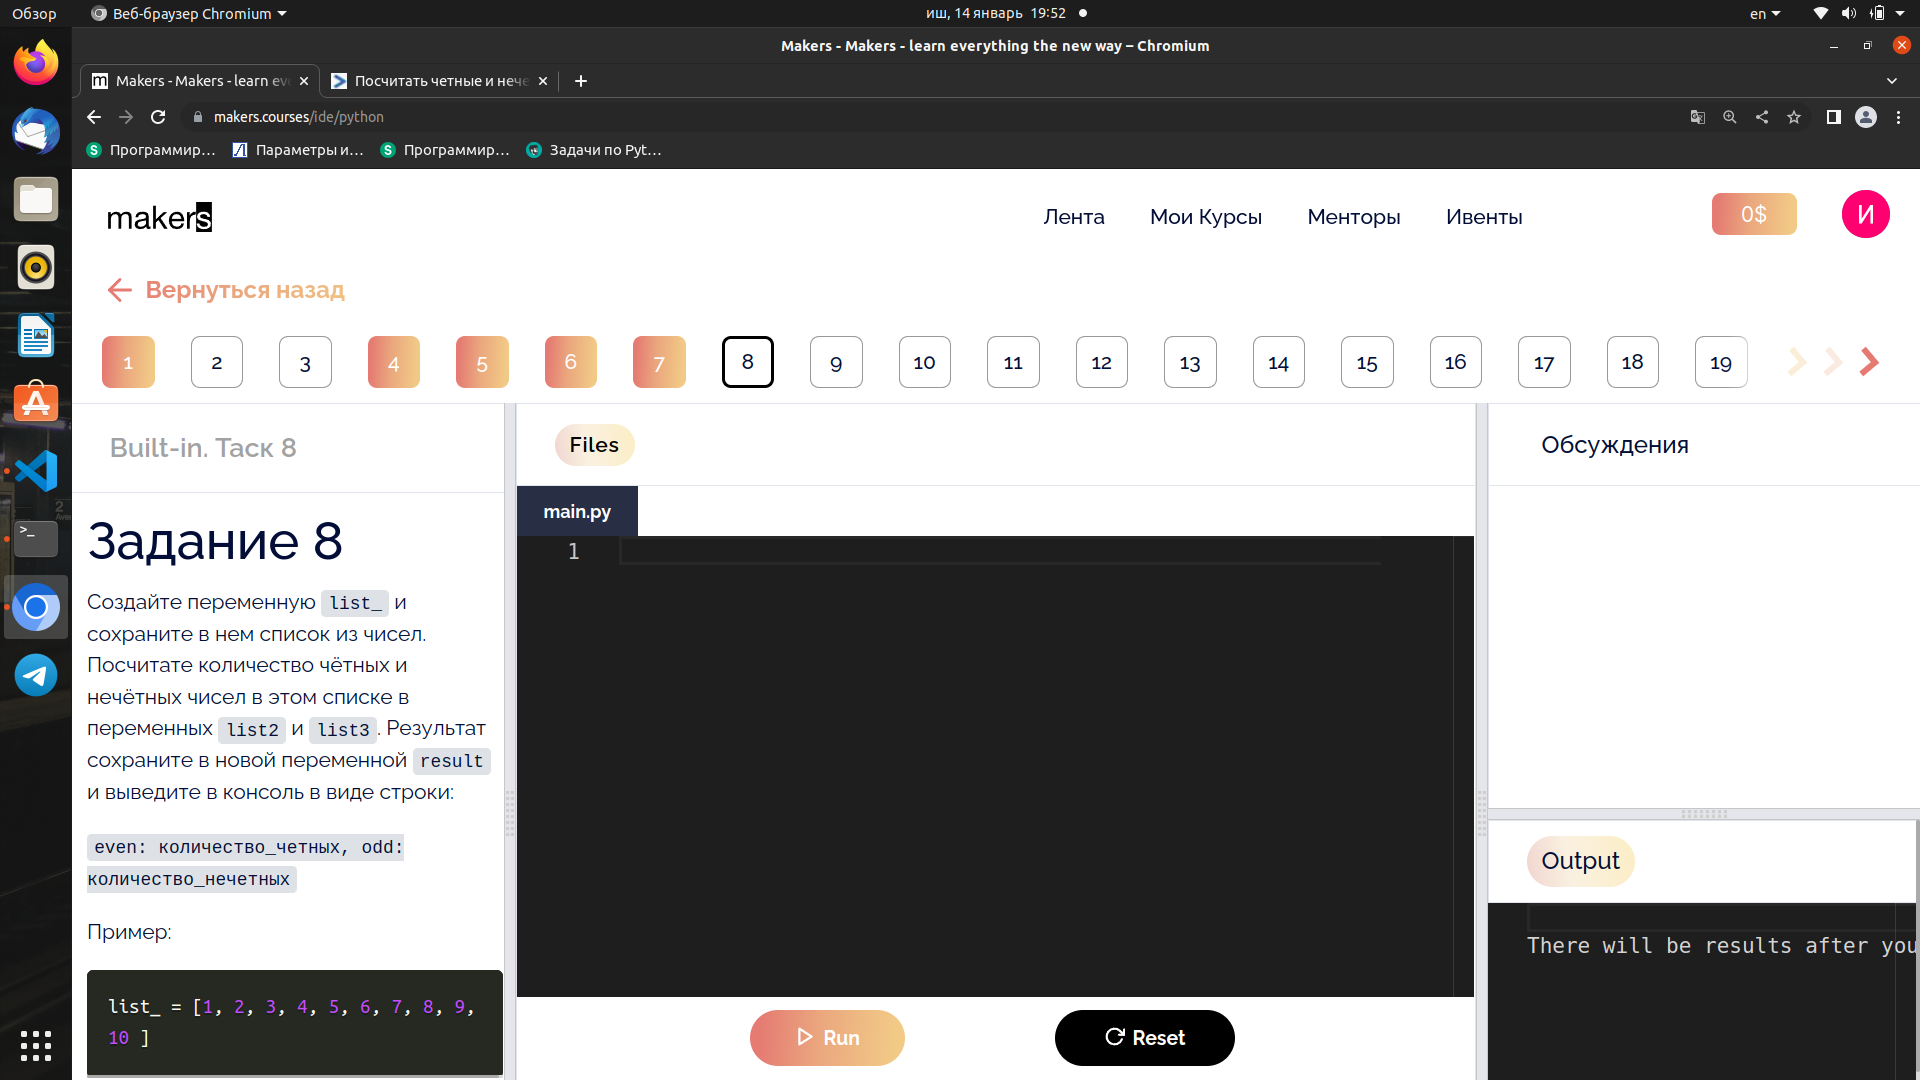 Обзор
Веб-браузер Chromium
иш, 14 январь 19:52
en
Makers - Makers - learn everything the new way – Chromium
Makers - Makers - learn eve
Посчитать четные и нече
makers.courses/ide/python
Программир...
Параметры и...
Программир...
Задачи по Pyt...
makers
Лента
Мои Курсы
Менторы
Ивенты
0$
И
Вернуться назад
1 2 3 4 5 6 7 8 9 10 11 12 13 14 15 16 17 18 19
Built-in. Таск 8
Files
Обсуждения
main.py
1
Задание 8
Создайте переменную list_ и
сохраните в нем список из чисел.
Посчитате количество чётных и
нечётных чисел в этом списке в
переменных list2 и list3. Результат
сохраните в новой переменной result
и выведите в консоль в виде строки:
even: количество_четных, odd:
количество_нечетных
Пример:
list_ = [1, 2, 3, 4, 5, 6, 7, 8, 9,
10 ]
Run
Reset
Output
There will be results after you